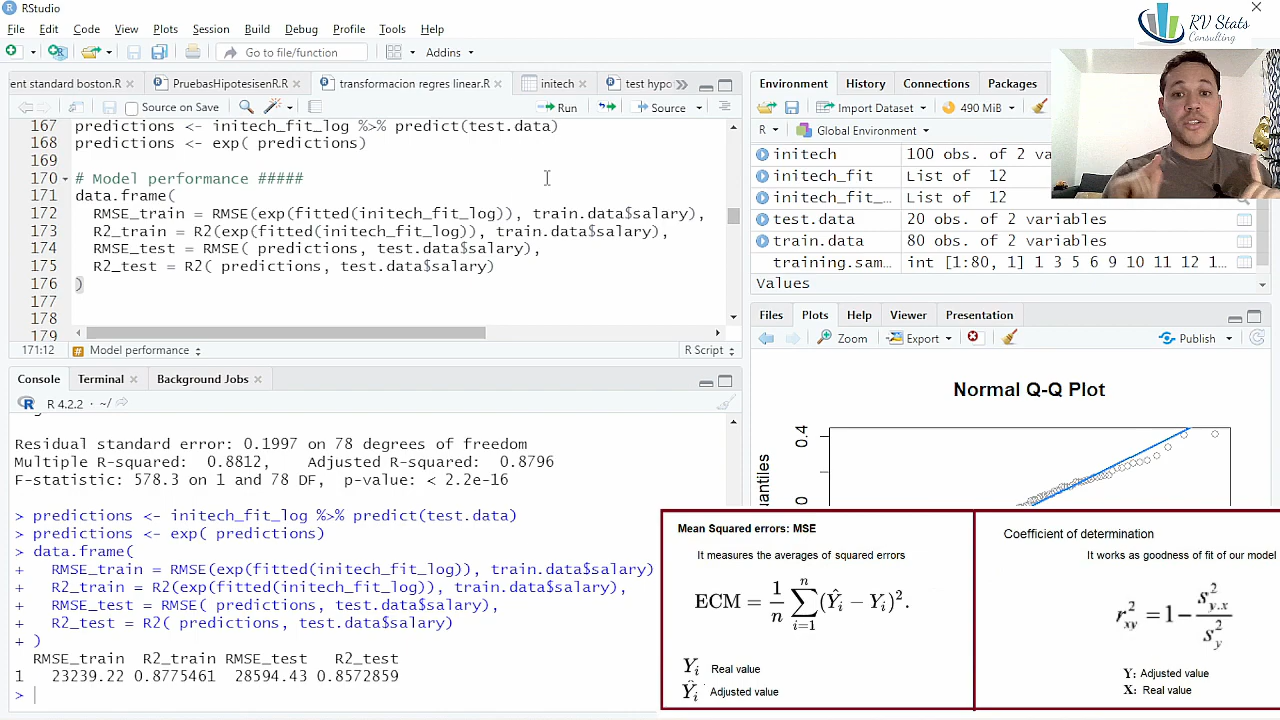 RStudio
RV Stats
Consulting
File Edit Code View Plots Session Build Debug Profile Tools Help
Go to file/function Addins
ent standard boston.R PruebasHipotesisenR.R transformacion regres linear.R initech test hypo
Source on Save Run Source
167 predictions <- initech_fit_log %>% predict(test.data)
168 predictions <- exp( predictions)
169
170 # Model performance #####
171 data.frame(
172 RMSE_train = RMSE(exp(fitted(initech_fit_log)), train.data$salary),
173 R2_train = R2(exp(fitted(initech_fit_log)), train.data$salary),
174 RMSE_test = RMSE( predictions, test.data$salary),
175 R2_test = R2( predictions, test.data$salary)
176 )
177
178
179
171:12 # Model performance R Script
Console Terminal Background Jobs
R 4.2.2 · ~/
Residual standard error: 0.1997 on 78 degrees of freedom
Multiple R-squared: 0.8812, Adjusted R-squared: 0.8796
F-statistic: 578.3 on 1 and 78 DF, p-value: < 2.2e-16
> predictions <- initech_fit_log %>% predict(test.data)
> predictions <- exp( predictions)
> data.frame(
+ RMSE_train = RMSE(exp(fitted(initech_fit_log)), train.data$salary)
+ R2_train = R2(exp(fitted(initech_fit_log)), train.data$salary),
+ RMSE_test = RMSE( predictions, test.data$salary),
+ R2_test = R2( predictions, test.data$salary)
+ )
RMSE_train R2_train RMSE_test R2_test
1 23239.22 0.8775461 28594.43 0.8572859
>
Environment History Connections Packages
Import Dataset 490 MiB
R Global Environment
initech 100 obs. of 2 va
initech_fit List of 12
initech_fit_... List of 12
test.data 20 obs. of 2 variables
train.data 80 obs. of 2 variables
training.sam... int [1:80, 1] 1 3 5 6 9 10 11 12 1...
Values
Files Plots Help Viewer Presentation
Zoom Export Publish
Normal Q-Q Plot
0.4
0
uantiles
Mean Squared errors: MSE
It measures the averages of squared errors
ECM = 1/n ∑_{i=1}^{n} (Ŷ_i − Y_i)².
Y_i Real value
Ŷ_i Adjusted value
Coefficient of determination
It works as goodness of fit of our model
r²_xy = 1 − s²_y.x / s²_y
Y: Adjusted value
X: Real value